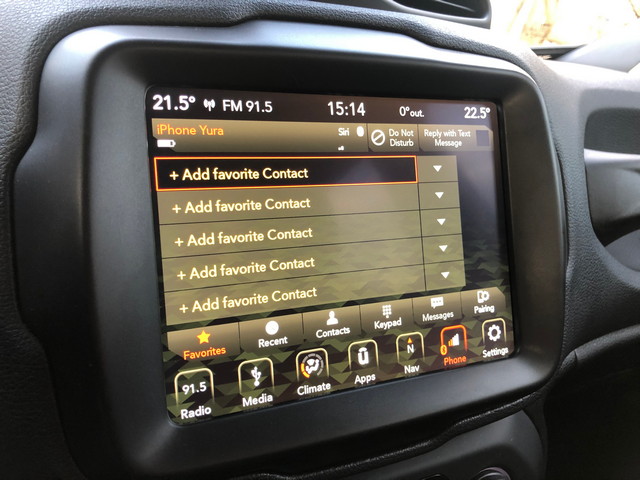 21.5° FM 91.5 15:14 0°out. 22.5°
iPhone Yura Siri Do Not Disturb Reply with Text Message
+ Add favorite Contact
+ Add favorite Contact
+ Add favorite Contact
+ Add favorite Contact
+ Add favorite Contact
Favorites Recent Contacts Keypad Messages Pairing
91.5 N
Radio Media Climate Apps Nav Phone Settings